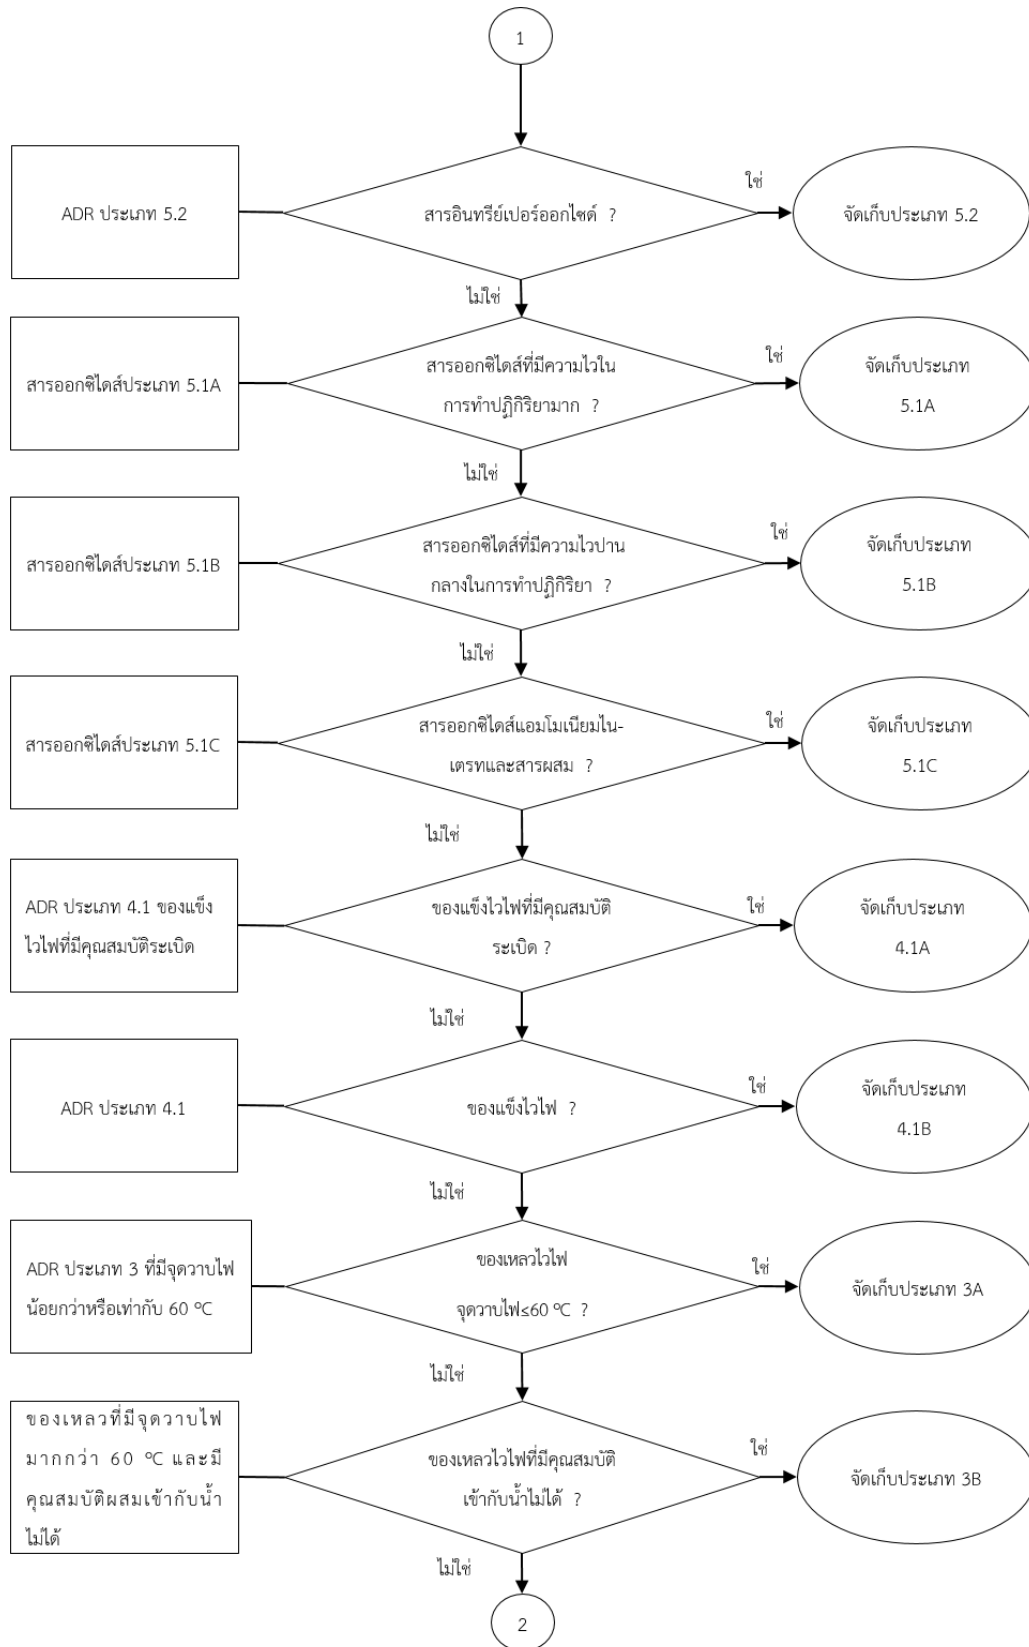 1
ใช่
ADR ประเภท 5.2
สารอินทรีย์เปอร์ออกไซด์ ?
จัดเก็บประเภท 5.2
ไม่ใช่
สารออกซิไดส์ประเภท 5.1A
สารออกซิไดส์ที่มีความไวใน
การทำปฏิกิริยามาก ?
ใช่
จัดเก็บประเภท
5.1A
ไม่ใช่
สารออกซิไดส์ประเภท 5.1B
สารออกซิไดส์ที่มีความไวปาน
กลางในการทำปฏิกิริยา ?
ใช่
จัดเก็บประเภท
5.1B
ไม่ใช่
สารออกซิไดส์ประเภท 5.1C
สารออกซิไดส์แอมโมเนียมไน-
เตรทและสารผสม ?
ใช่
จัดเก็บประเภท
5.1C
ไม่ใช่
ADR ประเภท 4.1 ของแข็ง
ไวไฟที่มีคุณสมบัติระเบิด
ของแข็งไวไฟที่มีคุณสมบัติ
ระเบิด ?
ใช่
จัดเก็บประเภท
4.1A
ไม่ใช่
ADR ประเภท 4.1
ของแข็งไวไฟ ?
ใช่
จัดเก็บประเภท
4.1B
ไม่ใช่
ADR ประเภท 3 ที่มีจุดวาบไฟ
น้อยกว่าหรือเท่ากับ 60 ºC
ของเหลวไวไฟ
จุดวาบไฟ≤60 ºC ?
ใช่
จัดเก็บประเภท 3A
ไม่ใช่
ของเหลวที่มีจุดวาบไฟ
มากกว่า 60 ºC และมี
คุณสมบัติผสมเข้ากับน้ำ
ไม่ได้
ของเหลวไวไฟที่มีคุณสมบัติ
เข้ากับน้ำไม่ได้ ?
ใช่
จัดเก็บประเภท 3B
ไม่ใช่
2